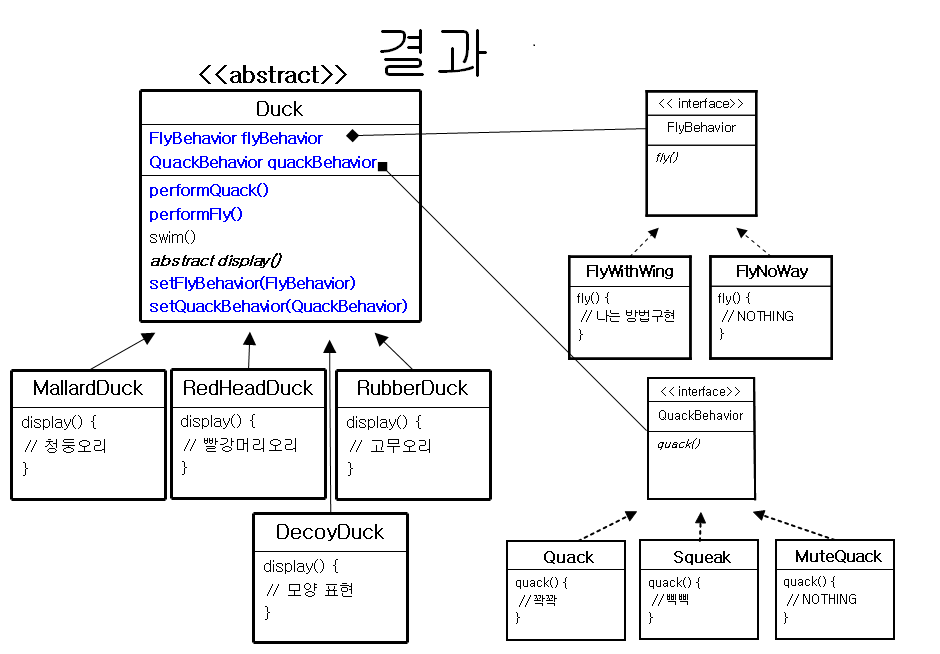 결과
<<abstract>>
Duck
FlyBehavior flyBehavior
QuackBehavior quackBehavior
performQuack()
performFly()
swim()
abstract display()
setFlyBehavior(FlyBehavior)
setQuackBehavior(QuackBehavior)
<< interface>>
FlyBehavior
fly()
FlyWithWing
fly() {
// 나는 방법구현
}
FlyNoWay
fly() {
// NOTHING
}
MallardDuck
display() {
// 청둥오리
}
RedHeadDuck
display() {
// 빨강머리오리
}
RubberDuck
display() {
// 고무오리
}
DecoyDuck
display() {
// 모양 표현
}
<< interface>>
QuackBehavior
quack()
Quack
quack() {
//꽉꽉
}
Squeak
quack() {
//삑삑
}
MuteQuack
quack() {
// NOTHING
}